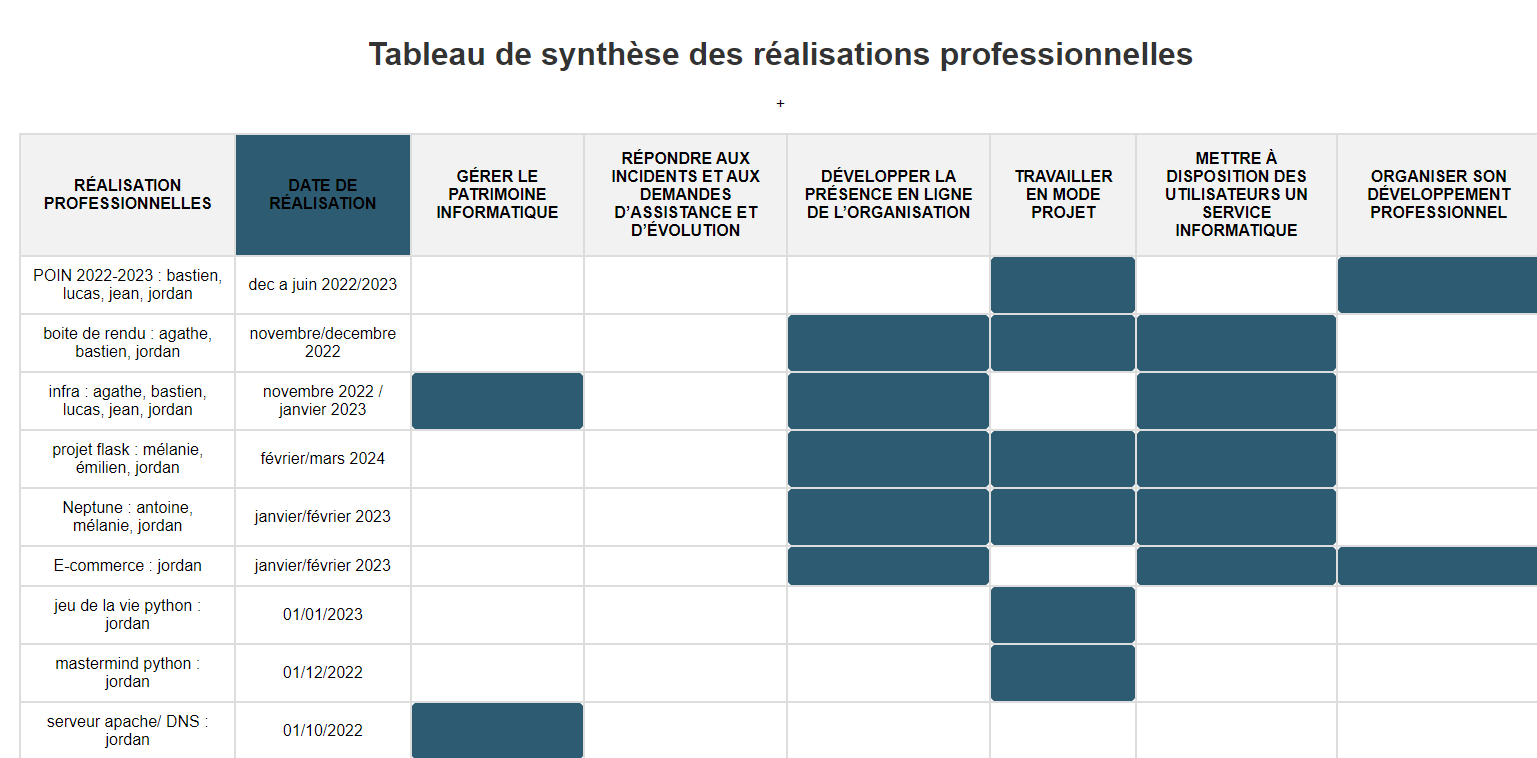 Tableau de synthèse des réalisations professionnelles
+
RÉALISATION
PROFESSIONNELLES
DATE DE
RÉALISATION
GÉRER LE
PATRIMOINE
INFORMATIQUE
RÉPONDRE AUX
INCIDENTS ET AUX
DEMANDES
D’ASSISTANCE ET
D’ÉVOLUTION
DÉVELOPPER LA
PRÉSENCE EN LIGNE
DE L’ORGANISATION
TRAVAILLER
EN MODE
PROJET
METTRE À
DISPOSITION DES
UTILISATEURS UN
SERVICE
INFORMATIQUE
ORGANISER SON
DÉVELOPPEMENT
PROFESSIONNEL
POIN 2022-2023 : bastien,
lucas, jean, jordan
dec a juin 2022/2023
boite de rendu : agathe,
bastien, jordan
novembre/decembre
2022
infra : agathe, bastien,
lucas, jean, jordan
novembre 2022 /
janvier 2023
projet flask : mélanie,
émilien, jordan
février/mars 2024
Neptune : antoine,
mélanie, jordan
janvier/février 2023
E-commerce : jordan
janvier/février 2023
jeu de la vie python :
jordan
01/01/2023
mastermind python :
jordan
01/12/2022
serveur apache/ DNS :
jordan
01/10/2022